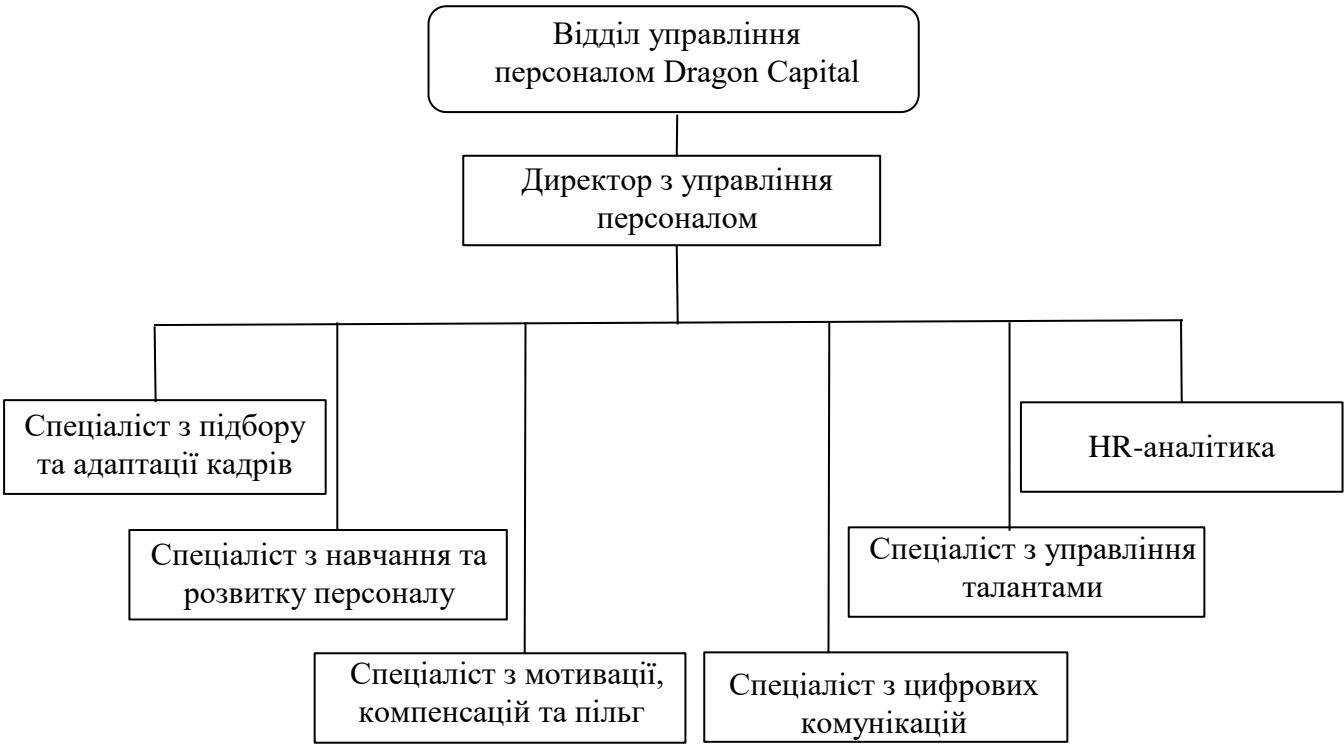 Відділ управління
персоналом Dragon Capital
Директор з управління
персоналом
Спеціаліст з підбору
та адаптації кадрів
HR-аналітика
Спеціаліст з навчання та
розвитку персоналу
Спеціаліст з управління
талантами
Спеціаліст з мотивації,
компенсацій та пільг
Спеціаліст з цифрових
комунікацій